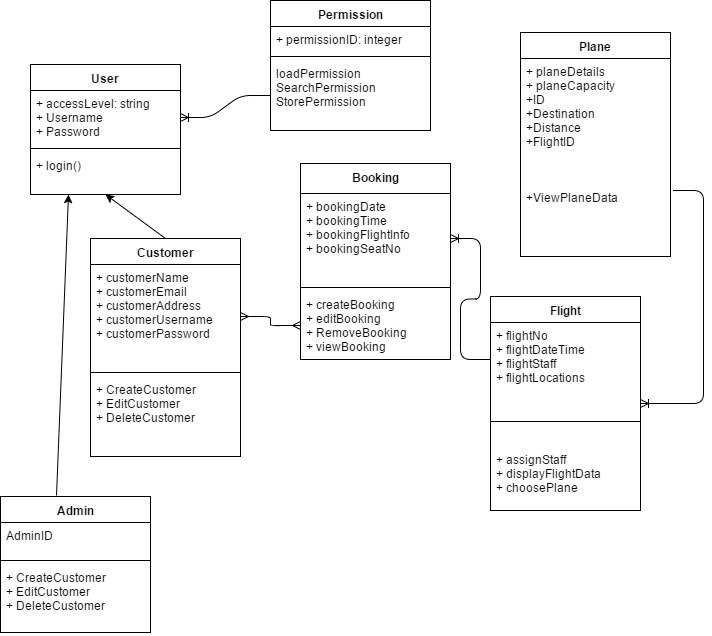 Permission
+ permissionID: integer
loadPermission
SearchPermission
StorePermission
Plane
+ planeDetails
+ planeCapacity
+ID
+Destination
+Distance
+FlightID
+ViewPlaneData
User
+ accessLevel: string
+ Username
+ Password
+ login()
Booking
+ bookingDate
+ bookingTime
+ bookingFlightInfo
+ bookingSeatNo
+ createBooking
+ editBooking
+ RemoveBooking
+ viewBooking
Customer
+ customerName
+ customerEmail
+ customerAddress
+ customerUsername
+ customerPassword
+ CreateCustomer
+ EditCustomer
+ DeleteCustomer
Flight
+ flightNo
+ flightDateTime
+ flightStaff
+ flightLocations
+ assignStaff
+ displayFlightData
+ choosePlane
Admin
AdminID
+ CreateCustomer
+ EditCustomer
+ DeleteCustomer